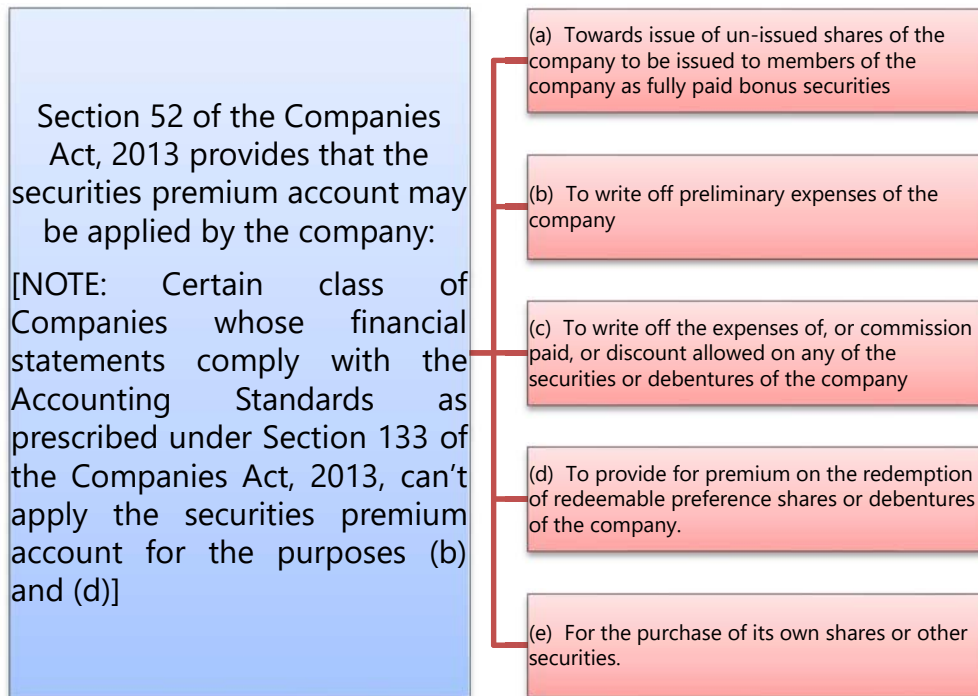 Section 52 of the Companies
Act, 2013 provides that the
securities premium account may
be applied by the company:
[NOTE: Certain class of
Companies whose financial
statements comply with the
Accounting Standards as
prescribed under Section 133 of
the Companies Act, 2013, can't
apply the securities premium
account for the purposes (b)
and (d)]
(a) Towards issue of un-issued shares of the
company to be issued to members of the
company as fully paid bonus securities
(b) To write off preliminary expenses of the
company
(c) To write off the expenses of, or commission
paid, or discount allowed on any of the
securities or debentures of the company
(d) To provide for premium on the redemption
of redeemable preference shares or debentures
of the company.
(e) For the purchase of its own shares or other
securities.